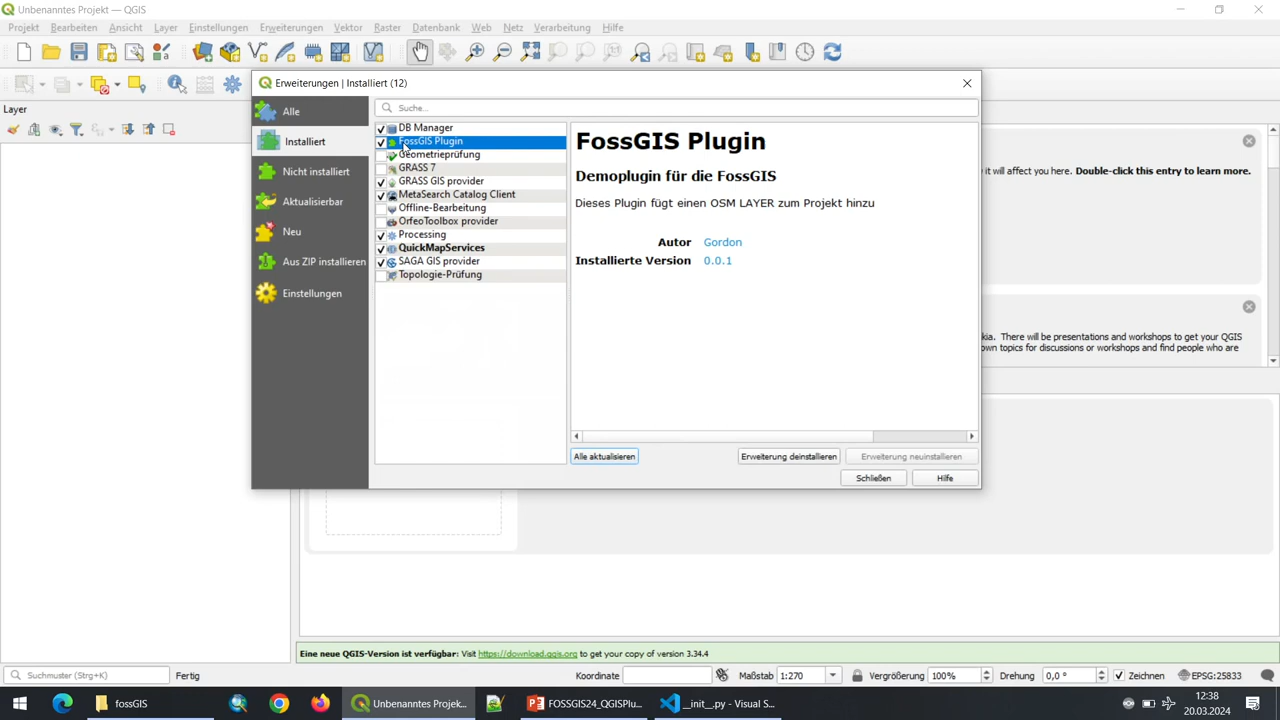 Unbenanntes Projekt — QGIS
Projekt Bearbeiten Ansicht Layer Einstellungen Erweiterungen Vektor Raster Datenbank Web Netz Verarbeitung Hilfe
Layer
Erweiterungen | Installiert (12)
Alle
Installiert
Nicht installiert
Aktualisierbar
Neu
Aus ZIP installieren
Einstellungen
Suche...
DB Manager
FossGIS Plugin
Geometrieprüfung
GRASS 7
GRASS GIS provider
MetaSearch Catalog Client
Offline-Bearbeitung
OrfeoToolbox provider
Processing
QuickMapServices
SAGA GIS provider
Topologie-Prüfung
FossGIS Plugin
Demoplugin für die FossGIS
Dieses Plugin fügt einen OSM LAYER zum Projekt hinzu
Autor Gordon
Installierte Version 0.0.1
Alle aktualisieren Erweiterung deinstallieren Erweiterung neuinstallieren
Schließen Hilfe
it will affect you here. Double-click this entry to learn more.
kia. There will be presentations and workshops to get your QGIS
own topics for discussions or workshops and find people who are
Eine neue QGIS-Version ist verfügbar: Visit https://download.qgis.org to get your copy of version 3.34.4
Suchmuster (Strg+K) Fertig Koordinate Maßstab 1:270 Vergrößerung 100% Drehung 0,0 ° Zeichnen EPSG:25833
fossGIS Unbenanntes Projek... FOSSGIS24_QGISPlu... __init__.py - Visual S...
12:38
20.03.2024